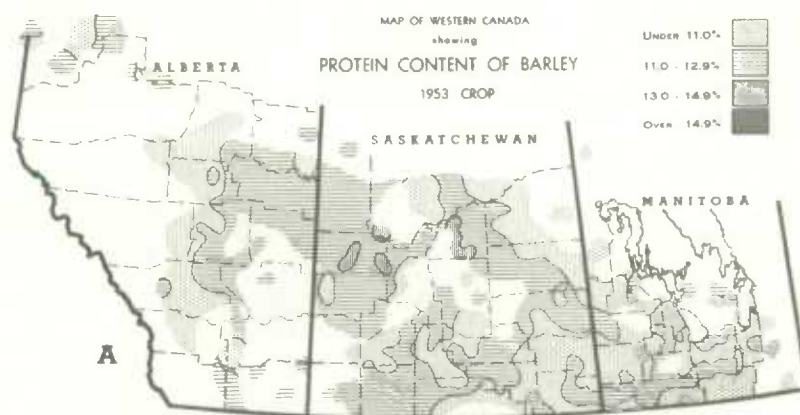 MAP OF WESTERN CANADA
showing
PROTEIN CONTENT OF BARLEY
1953 CROP
UNDER 11.0%
11.0 - 12.9%
13.0 - 14.9%
OVER 14.9%
ALBERTA
SASKATCHEWAN
MANITOBA
A